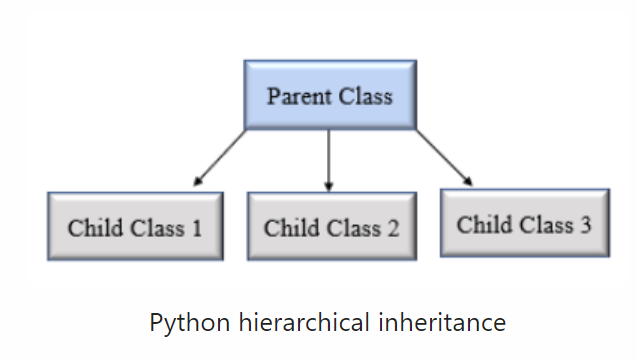 Parent Class
Child Class 1
Child Class 2
Child Class 3
Python hierarchical inheritance